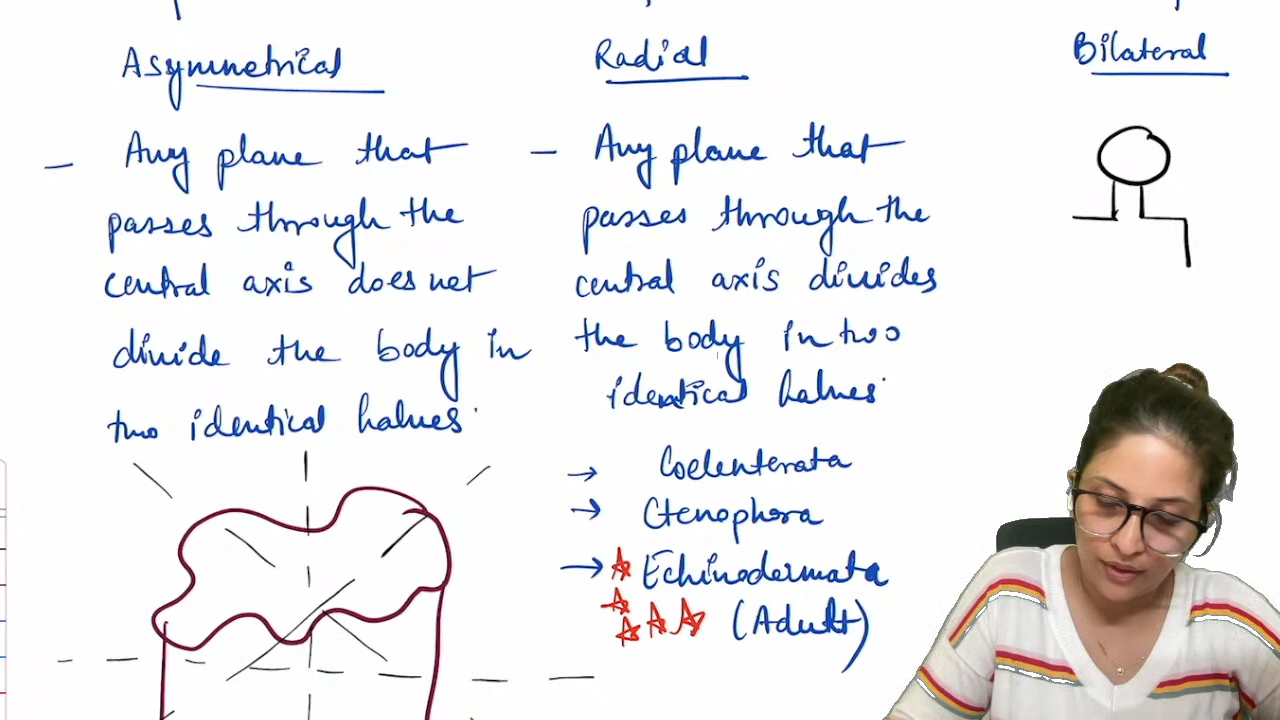 Asymmetrical
– Any plane that
passes through the
central axis does not
divide the body in
two identical halves.
Radial
– Any plane that
passes through the
central axis divides
the body in two
identical halves.
→ Coelenterata
→ Ctenophora
→ ☆ Echinodermata
☆ ☆ ☆ ☆ (Adult)
Bilateral